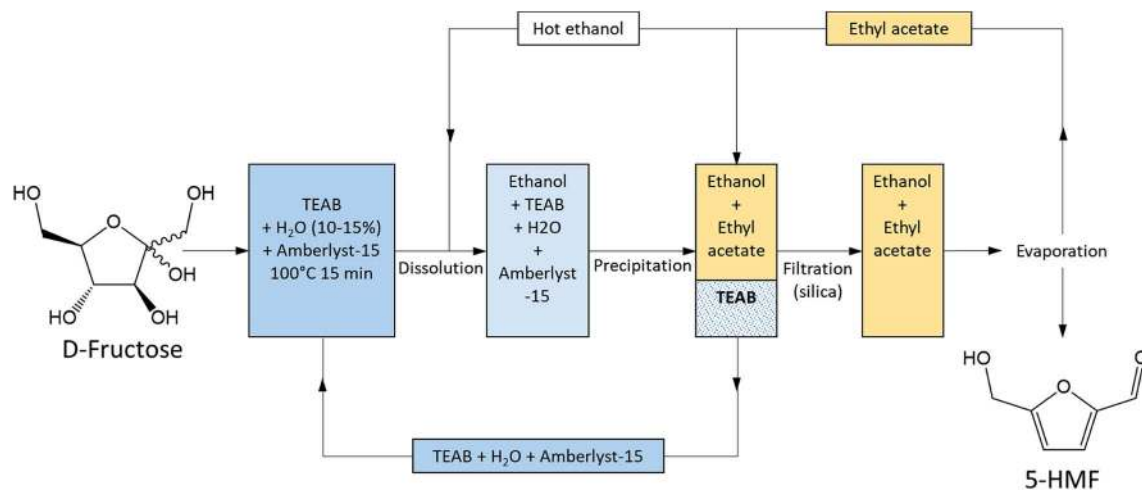 Hot ethanol
Ethyl acetate
HO
OH
O
OH
HO
OH
D-Fructose
TEAB
+ H₂O (10-15%)
+ Amberlyst-15
100°C 15 min
Dissolution
Ethanol
+ TEAB
+ H2O
+
Amberlyst
-15
Precipitation
Ethanol
+
Ethyl
acetate
TEAB
Filtration
(silica)
Ethanol
+
Ethyl
acetate
Evaporation
HO
O
O
5-HMF
TEAB + H₂O + Amberlyst-15